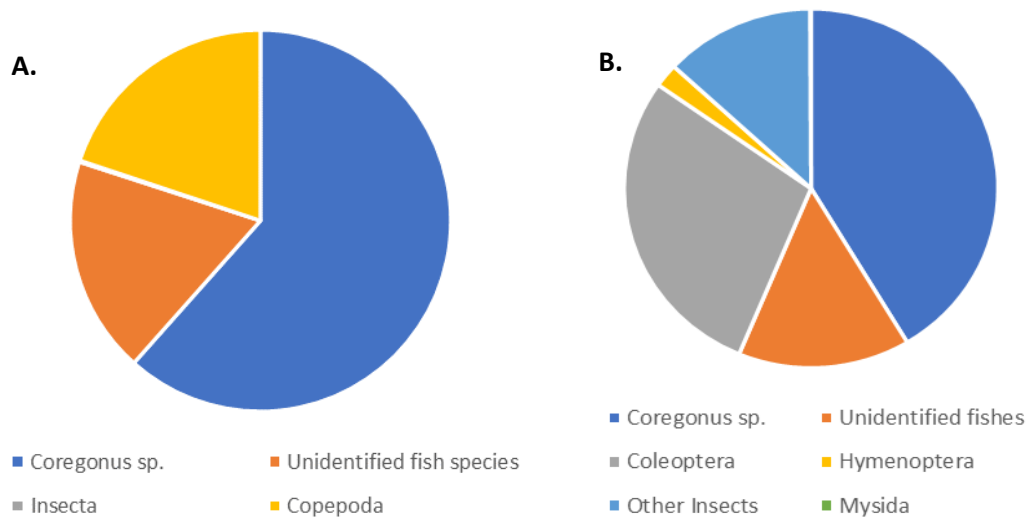 A.
Coregonus sp. Unidentified fish species
Insecta Copepoda
B.
Coregonus sp. Unidentified fishes
Coleoptera Hymenoptera
Other Insects Mysida